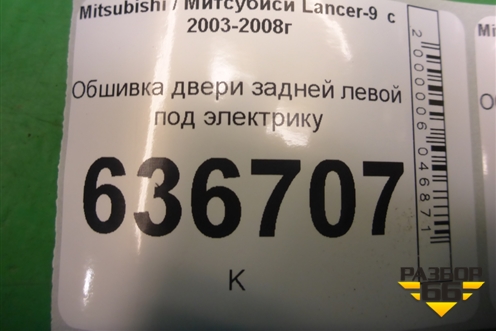 Mitsubishi / Митсубиси Lancer-9 с
2003-2008г
Обшивка двери задней левой
под электрику
636707
К
2000006046871
РАЗБОР
66